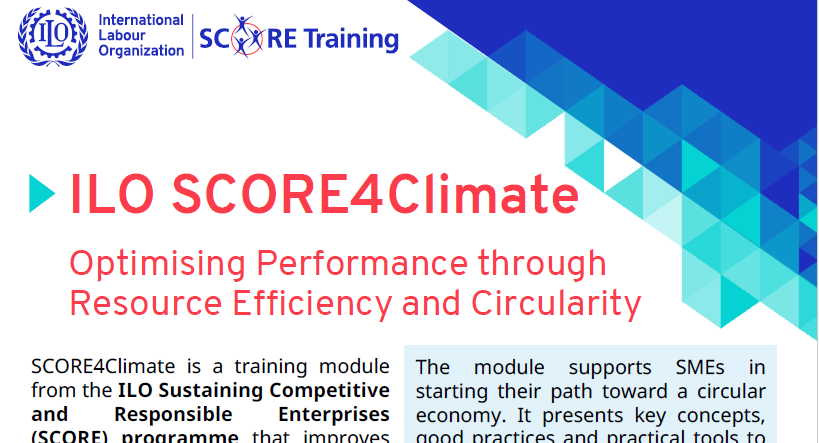 International
Labour
Organization
SCORE Training
ILO
ILO SCORE4Climate
Optimising Performance through
Resource Efficiency and Circularity
SCORE4Climate is a training module
from the ILO Sustaining Competitive
and Responsible Enterprises
(SCORE) programme that improves
The module supports SMEs in
starting their path toward a circular
economy. It presents key concepts,
good practices and practical tools to